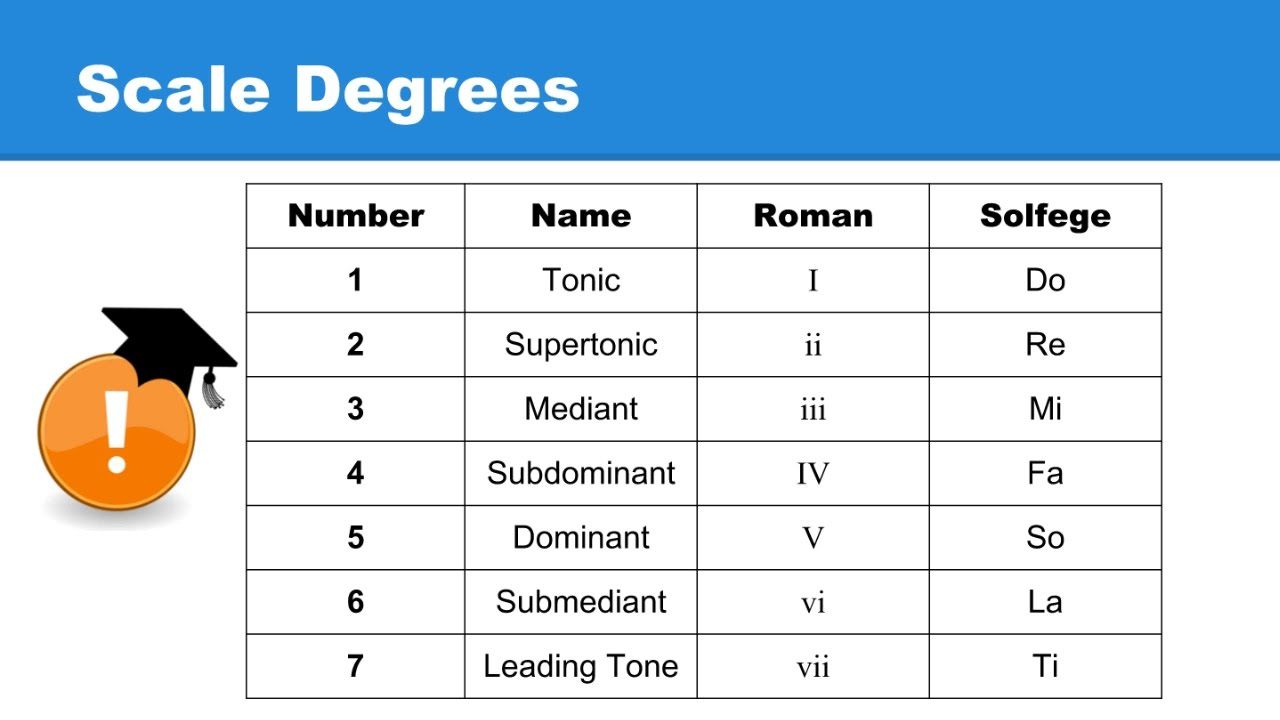 Scale Degrees
Number Name Roman Solfege
1 Tonic I Do
2 Supertonic ii Re
3 Mediant iii Mi
4 Subdominant IV Fa
5 Dominant V So
6 Submediant vi La
7 Leading Tone vii Ti
!